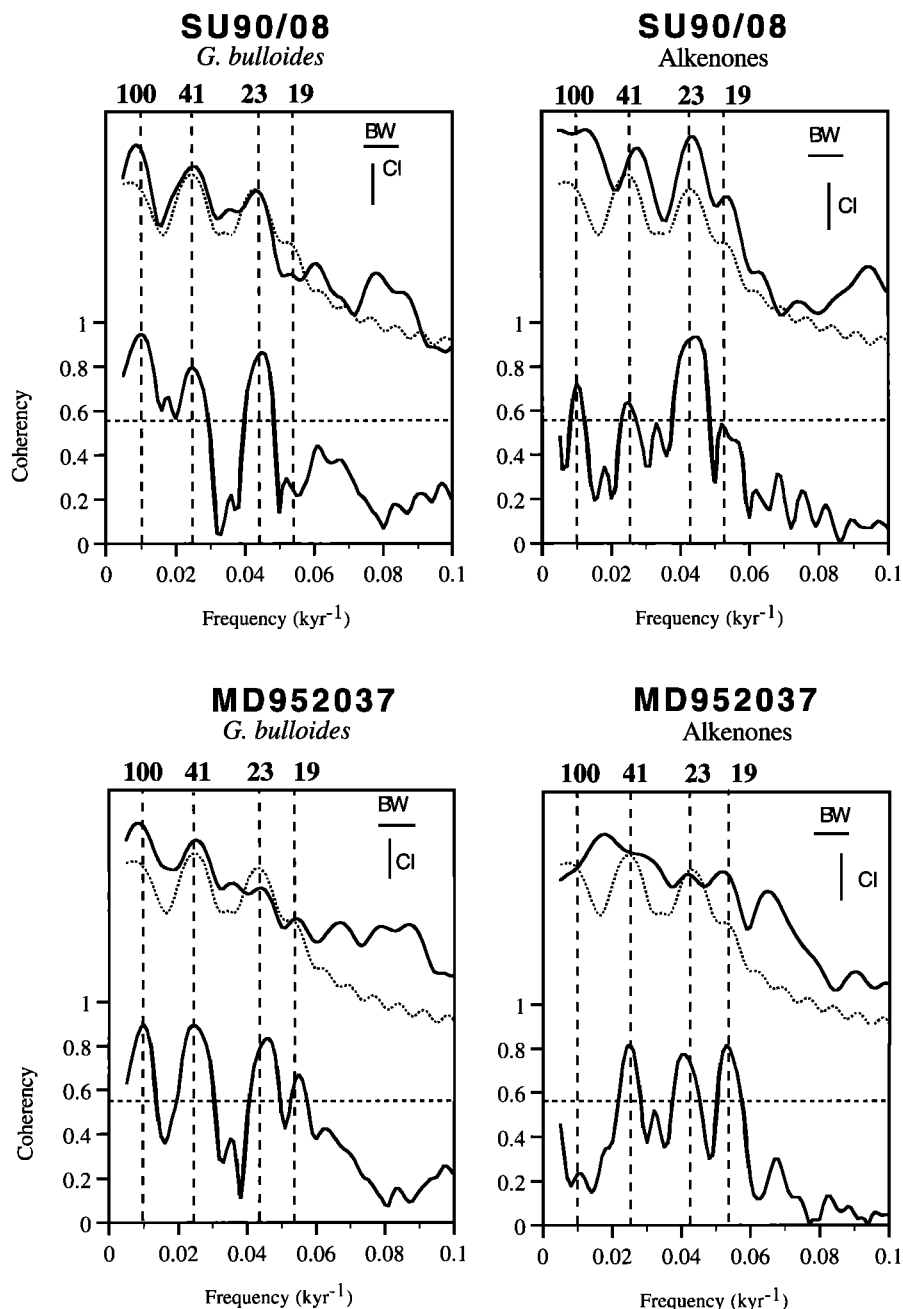 SU90/08
G. bulloides
100 41 23 19
BW
CI
1
0.8
0.6
0.4
0.2
0
Coherency
0 0.02 0.04 0.06 0.08 0.1
Frequency (kyr-1)
SU90/08
Alkenones
100 41 23 19
BW
CI
1
0.8
0.6
0.4
0.2
0
0 0.02 0.04 0.06 0.08 0.1
Frequency (kyr-1)
MD952037
G. bulloides
100 41 23 19
BW
CI
1
0.8
0.6
0.4
0.2
0
Coherency
0 0.02 0.04 0.06 0.08 0.1
Frequency (kyr-1)
MD952037
Alkenones
100 41 23 19
BW
CI
1
0.8
0.6
0.4
0.2
0
0 0.02 0.04 0.06 0.08 0.1
Frequency (kyr-1)